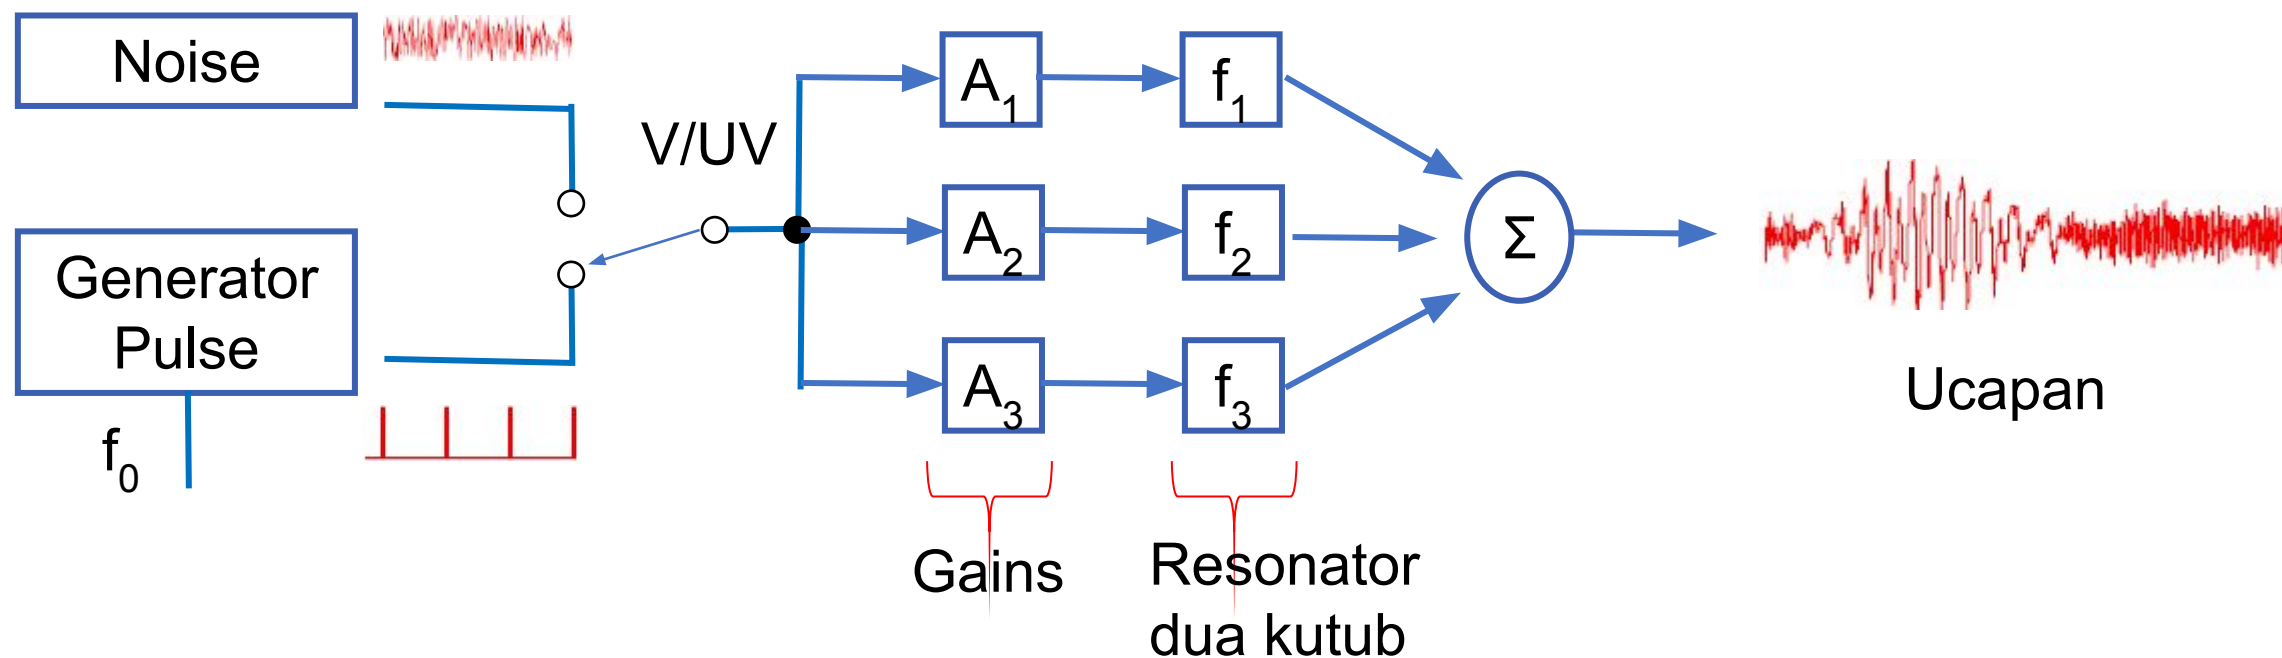 Noise
Generator
Pulse
f0
V/UV
A1
f1
A2
f2
A3
f3
Σ
Ucapan
Gains
Resonator
dua kutub